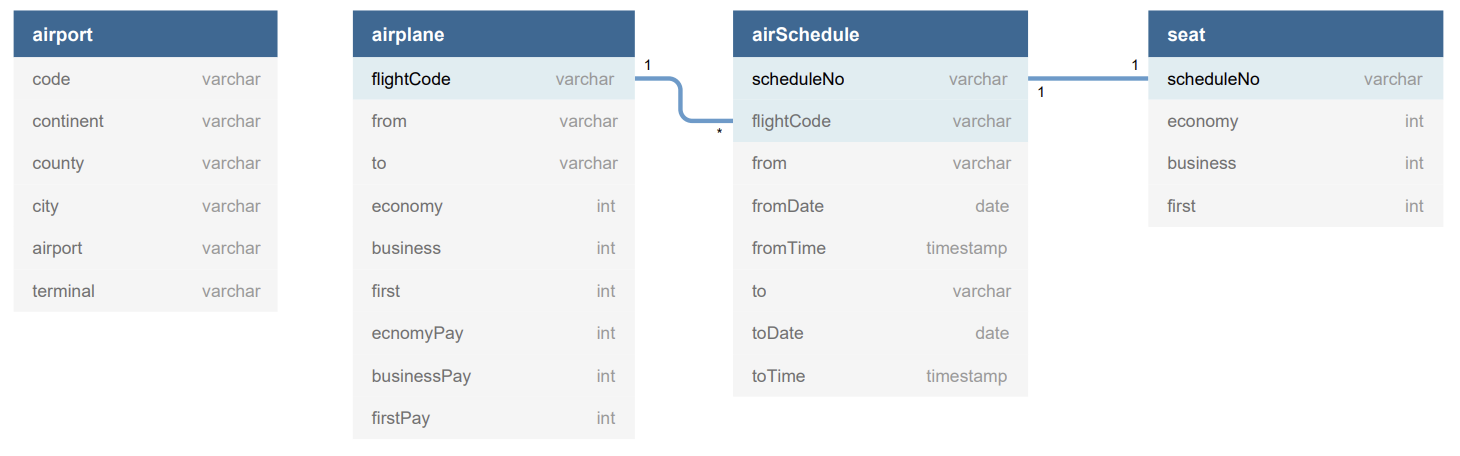 airport
code varchar
continent varchar
county varchar
city varchar
airport varchar
terminal varchar
airplane
flightCode varchar
from varchar
to varchar
economy int
business int
first int
ecnomyPay int
businessPay int
firstPay int
1
*
airSchedule
scheduleNo varchar
flightCode varchar
from varchar
fromDate date
fromTime timestamp
to varchar
toDate date
toTime timestamp
1
1
seat
scheduleNo varchar
economy int
business int
first int